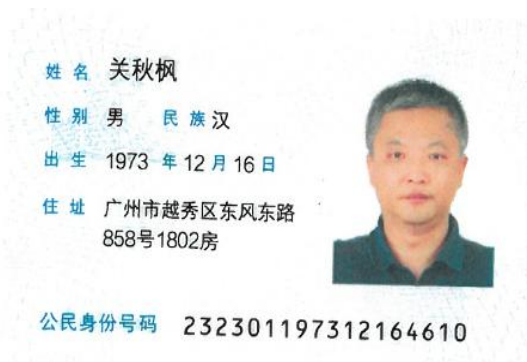 姓名 关秋枫
性别 男 民族 汉
出生 1973 年 12 月 16 日
住址 广州市越秀区东风东路
858号1802房
公民身份号码 232301197312164610